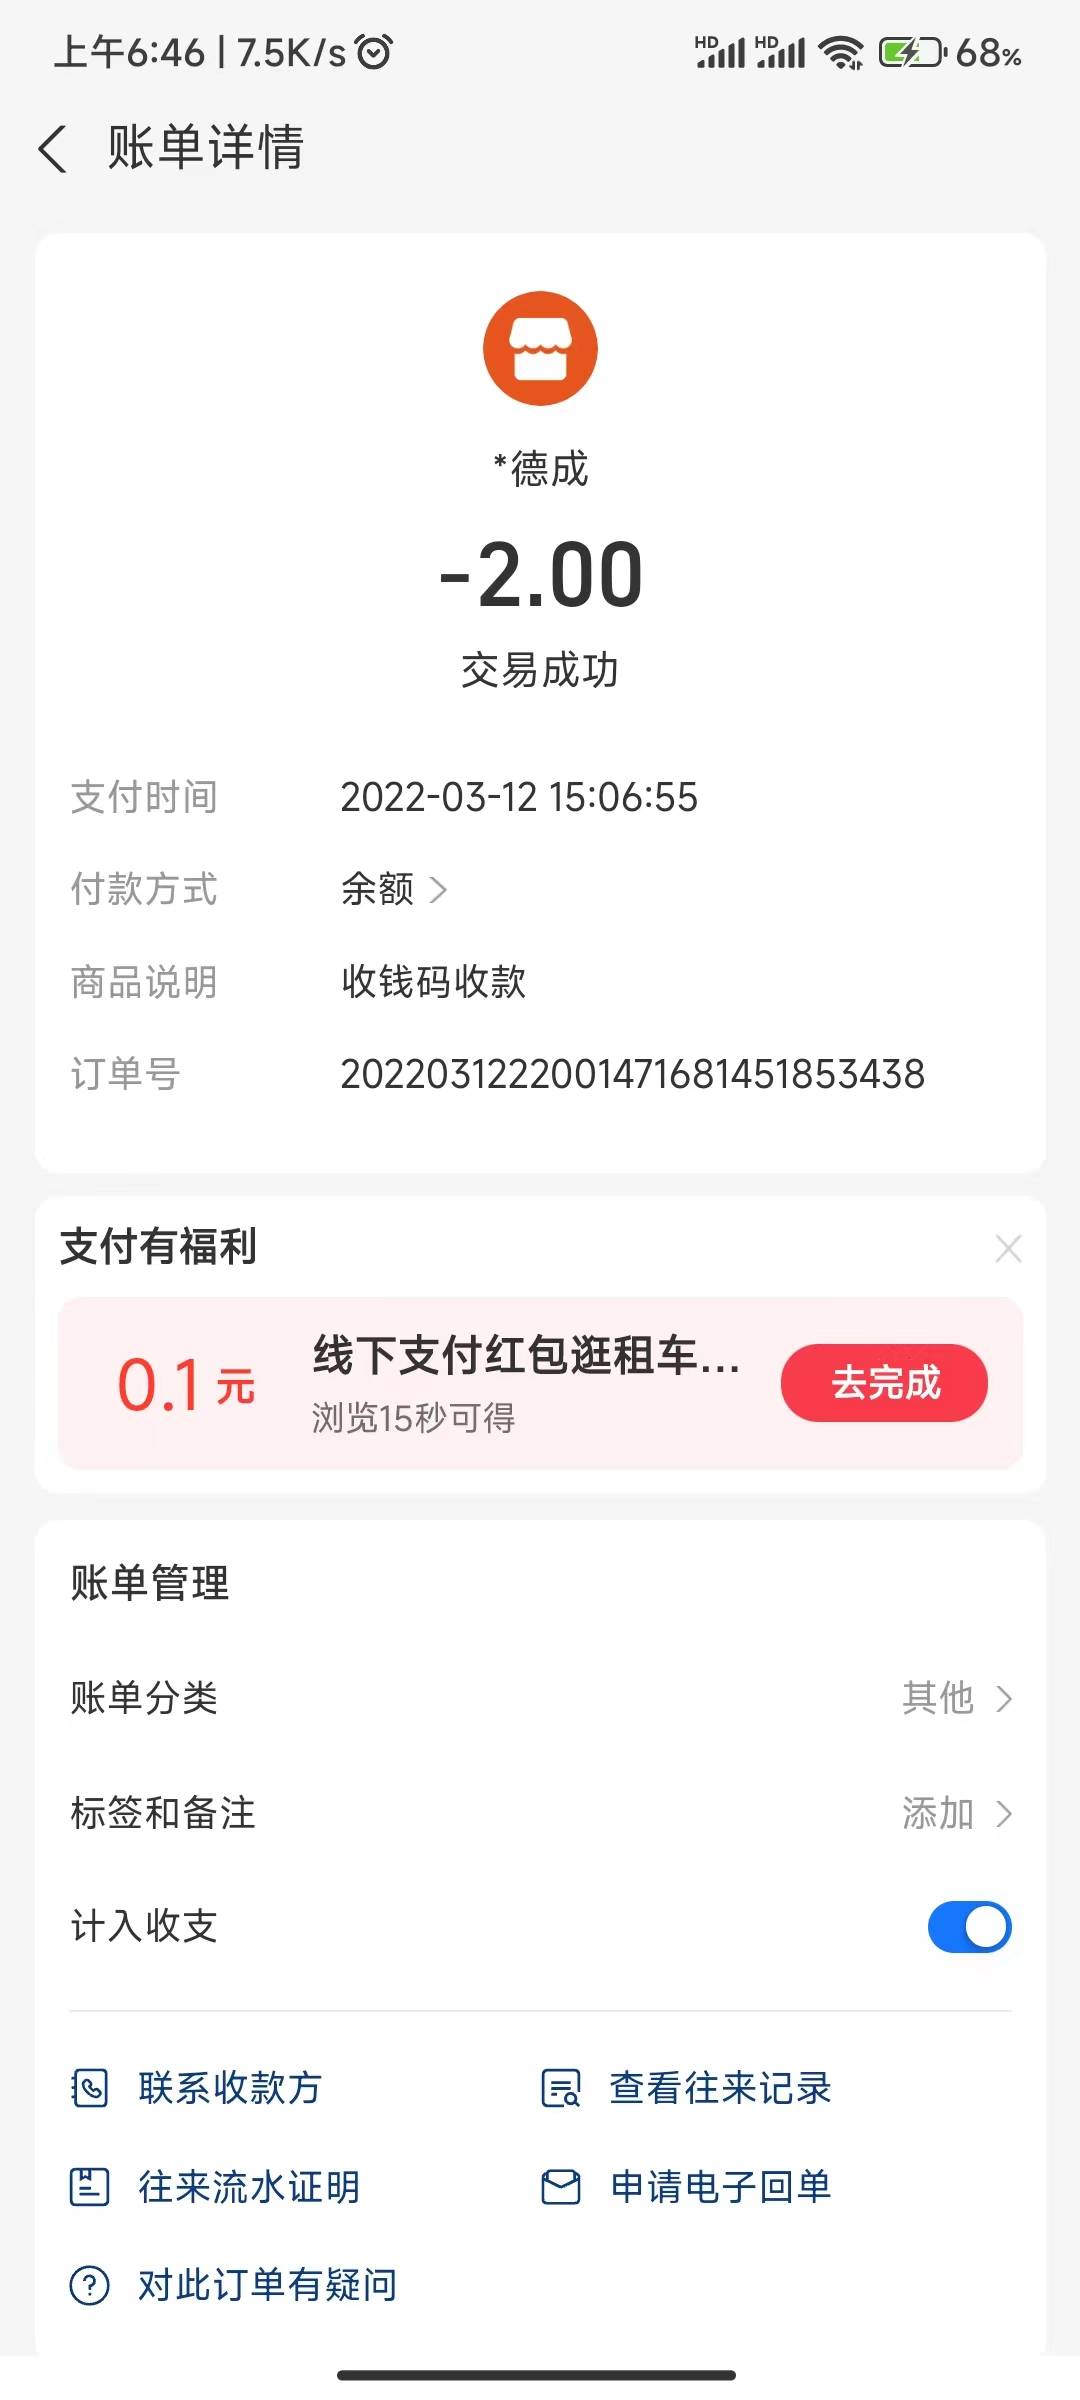 上午6:46 | 7.5K/s
HD HD 68%
账单详情
*德成
-2.00
交易成功
支付时间 2022-03-12 15:06:55
付款方式 余额
商品说明 收钱码收款
订单号 20220312220014716814518​53438
支付有福利
线下支付红包逛租车...
0.1元 去完成
浏览15秒可得
账单管理
账单分类 其他
标签和备注 添加
计入收支
联系收款方 查看往来记录
往来流水证明 申请电子回单
对此订单有疑问